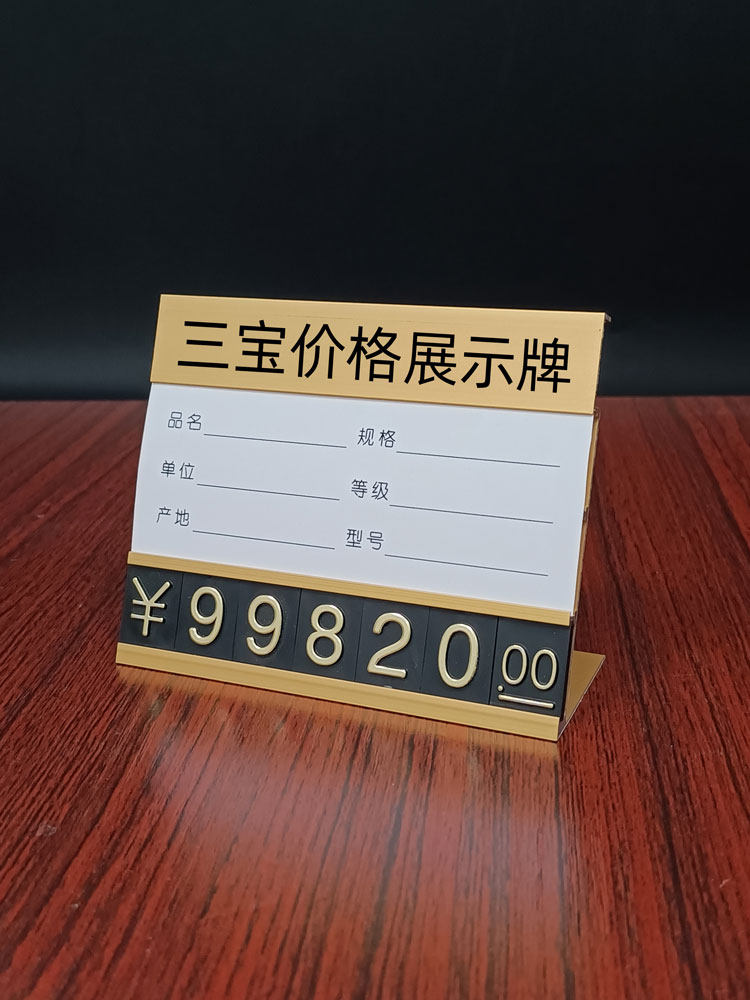 三宝价格展示牌
品名 规格
单位 等级
产地 型号
¥99820.00